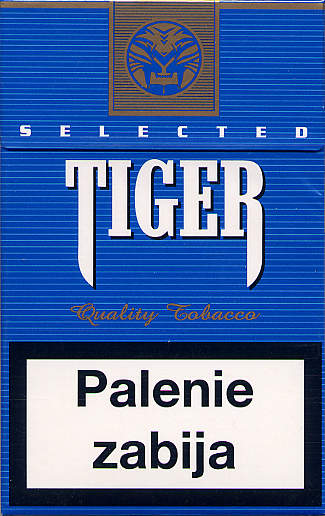 SELECTED
TIGER
Quality Tobacco
Palenie
zabija